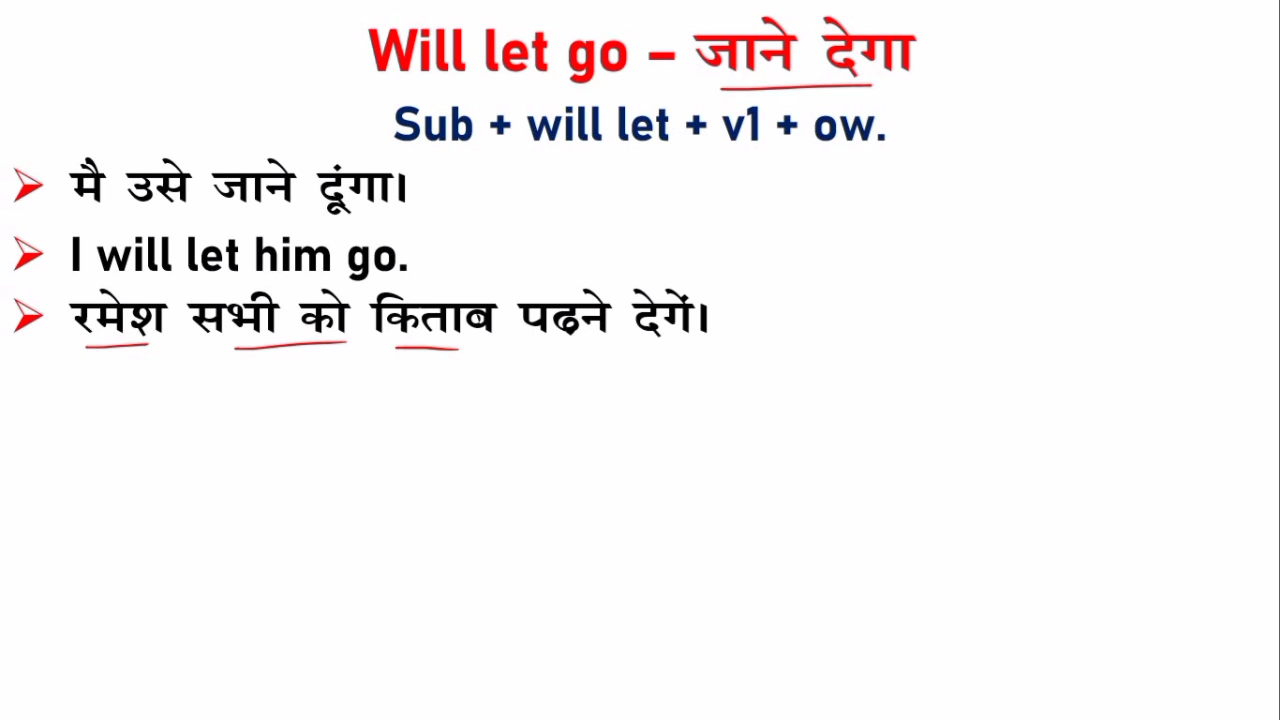 Will let go – जाने देगा
Sub + will let + v1 + ow.
मै उसे जाने दूंगा।
I will let him go.
रमेश सभी को किताब पढने देगें।